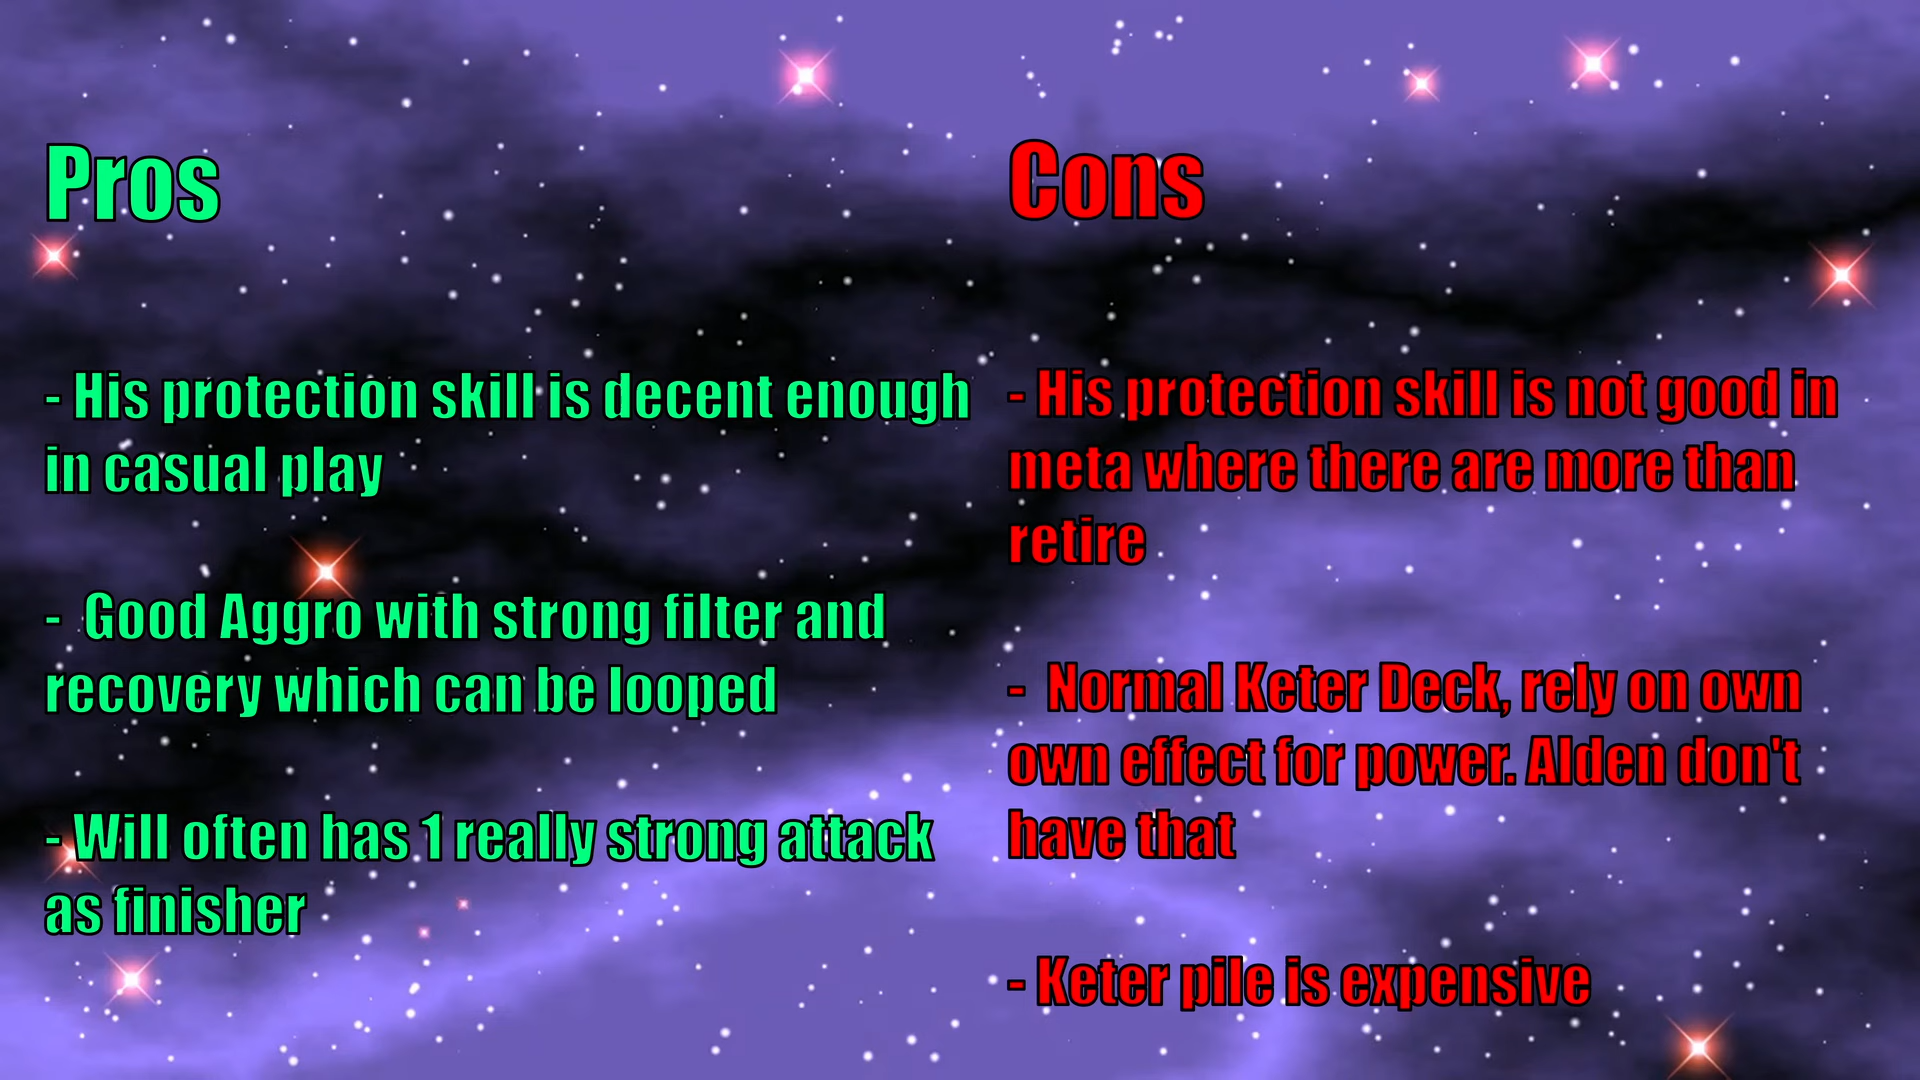 Pros
- His protection skill is decent enough
in casual play
- Good Aggro with strong filter and
recovery which can be looped
- Will often has 1 really strong attack
as finisher
Cons
- His protection skill is not good in
meta where there are more than
retire
- Normal Keter Deck, rely on own
own effect for power. Alden don't
have that
- Keter pile is expensive